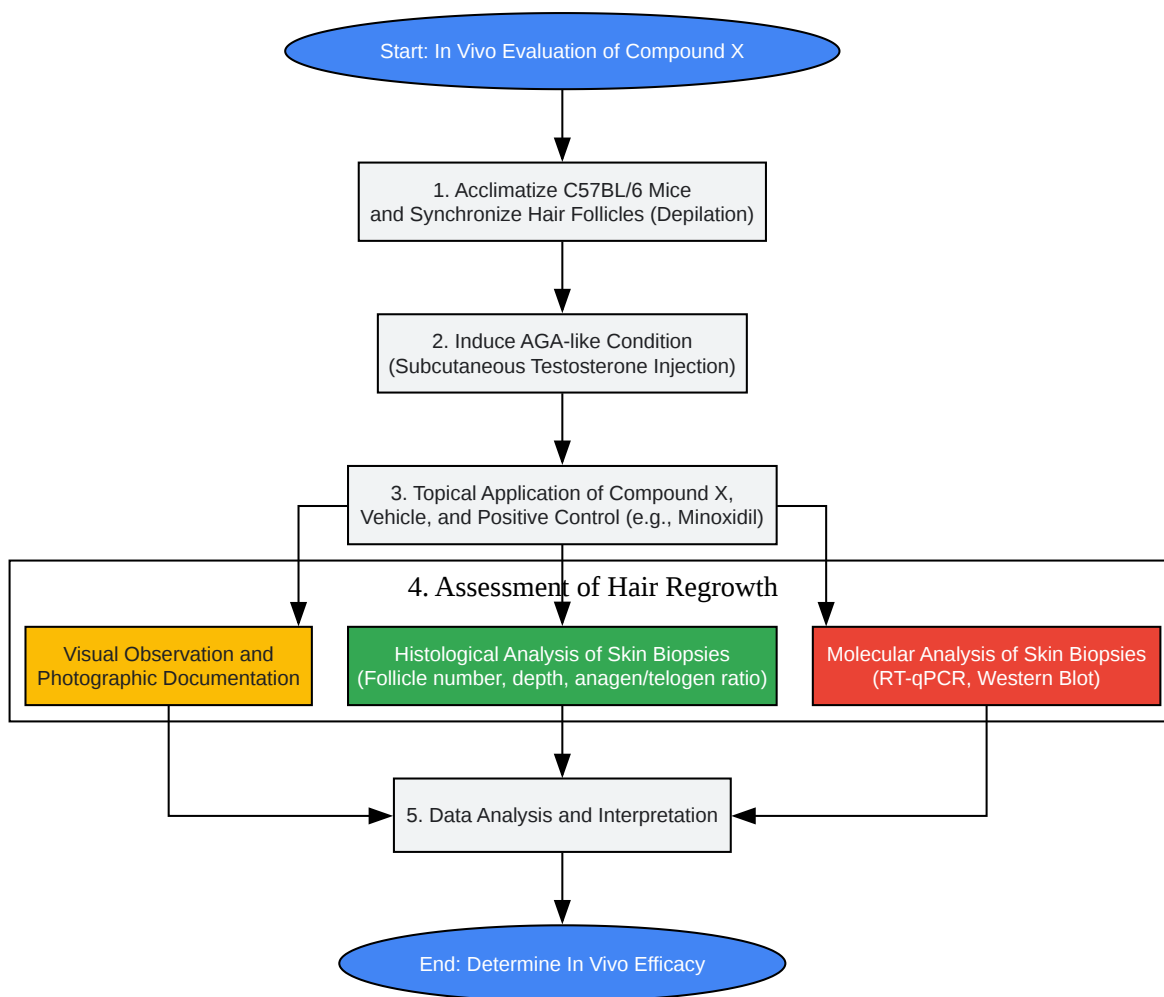 Start: In Vivo Evaluation of Compound X
1. Acclimatize C57BL/6 Mice
and Synchronize Hair Follicles (Depilation)
2. Induce AGA-like Condition
(Subcutaneous Testosterone Injection)
3. Topical Application of Compound X,
Vehicle, and Positive Control (e.g., Minoxidil)
4. Assessment of Hair Regrowth
Visual Observation and
Photographic Documentation
Histological Analysis of Skin Biopsies
(Follicle number, depth, anagen/telogen ratio)
Molecular Analysis of Skin Biopsies
(RT-qPCR, Western Blot)
5. Data Analysis and Interpretation
End: Determine In Vivo Efficacy